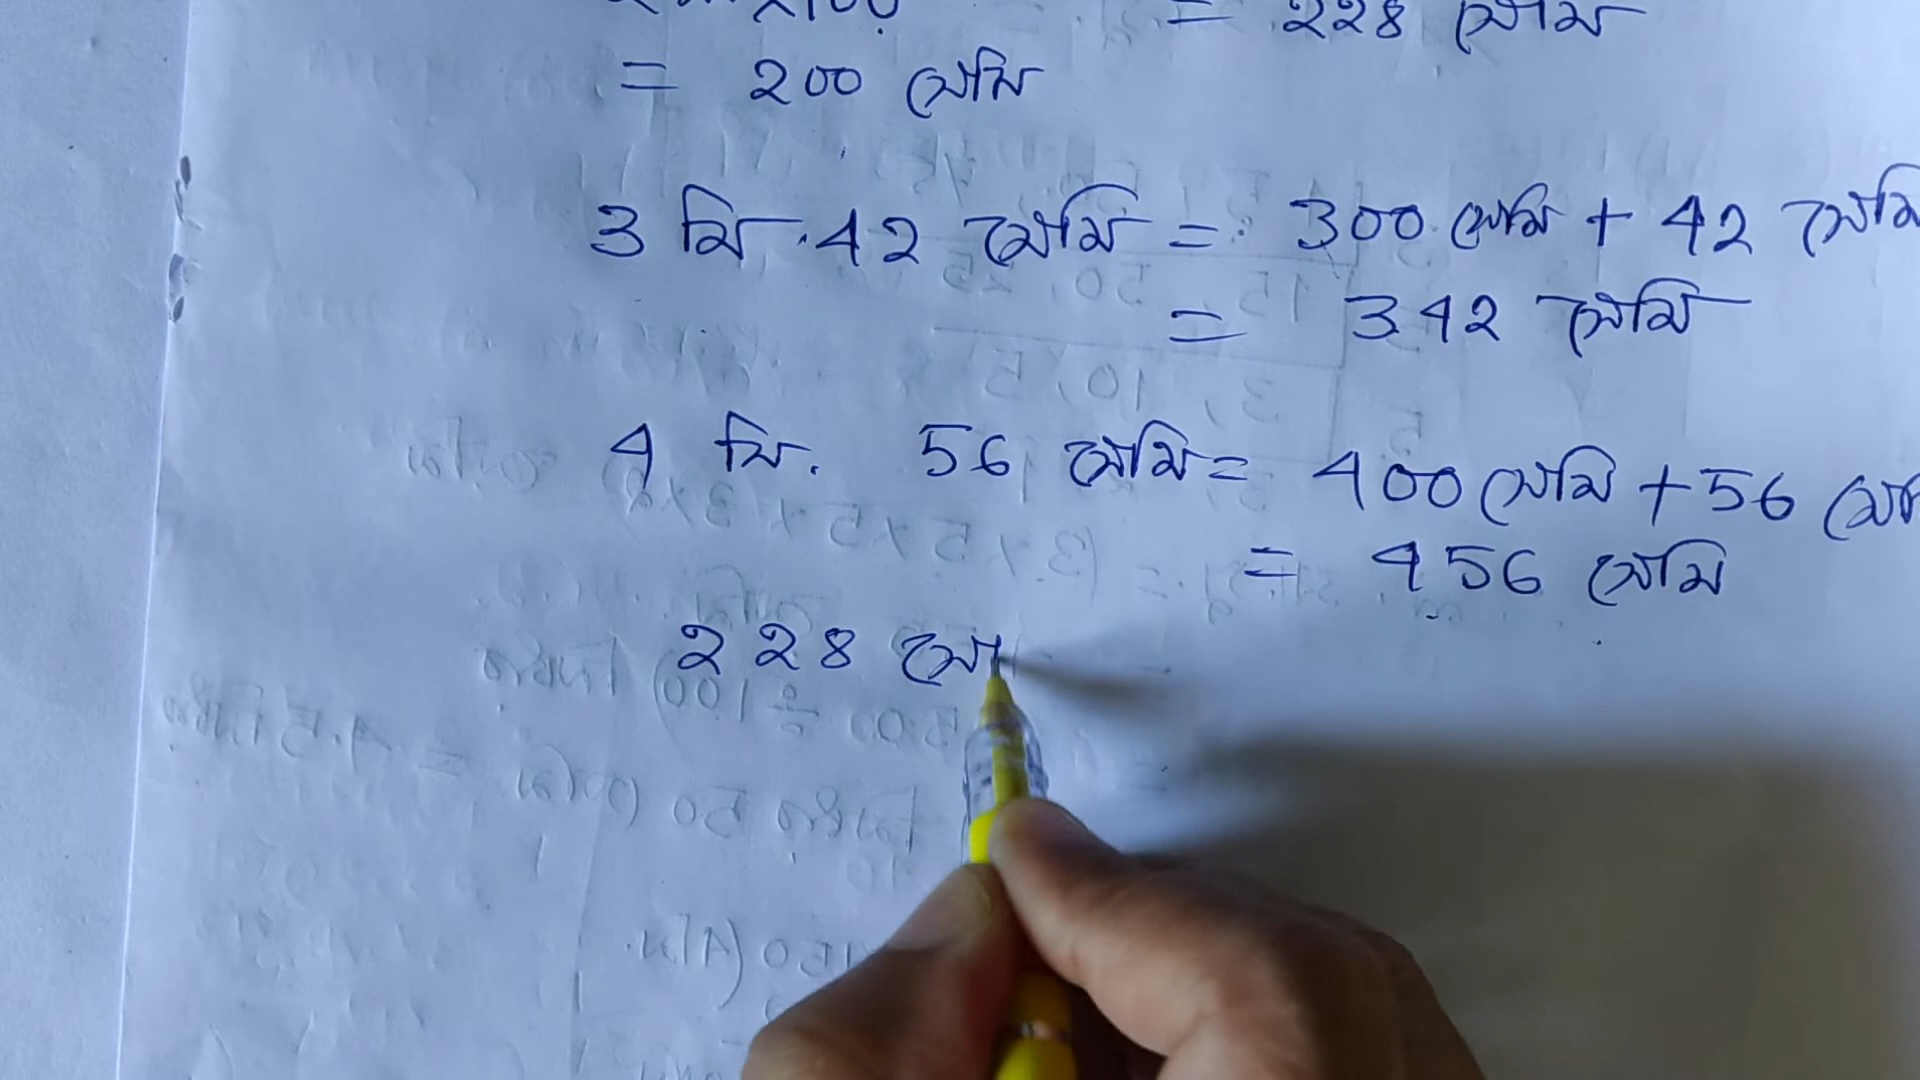 = 228 সেমি
= 200 সেমি
3 মি. 42 সেমি = 300 সেমি + 42 সেমি
= 342 সেমি
4 মি. 56 সেমি = 400 সেমি + 56 সে
= 456 সেমি
228 সে